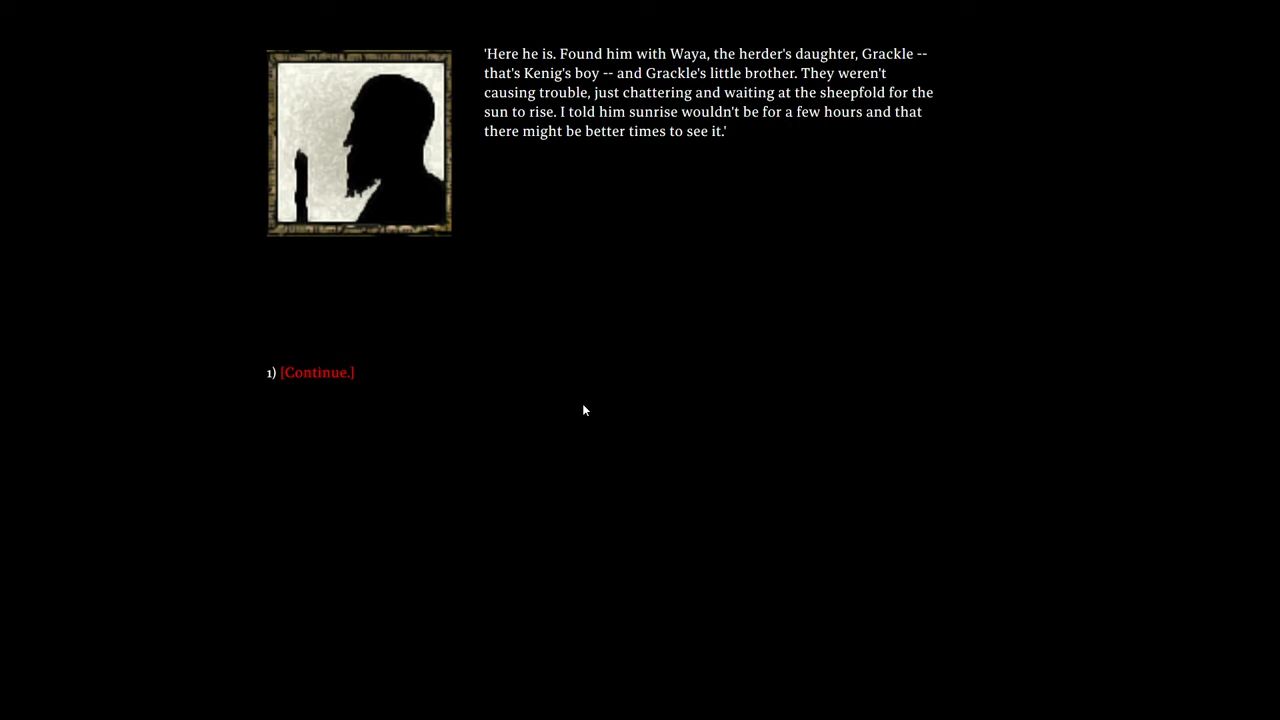 'Here he is. Found him with Waya, the herder's daughter, Grackle --
that's Kenig's boy -- and Grackle's little brother. They weren't
causing trouble, just chattering and waiting at the sheepfold for the
sun to rise. I told him sunrise wouldn't be for a few hours and that
there might be better times to see it.'
1) [Continue.]